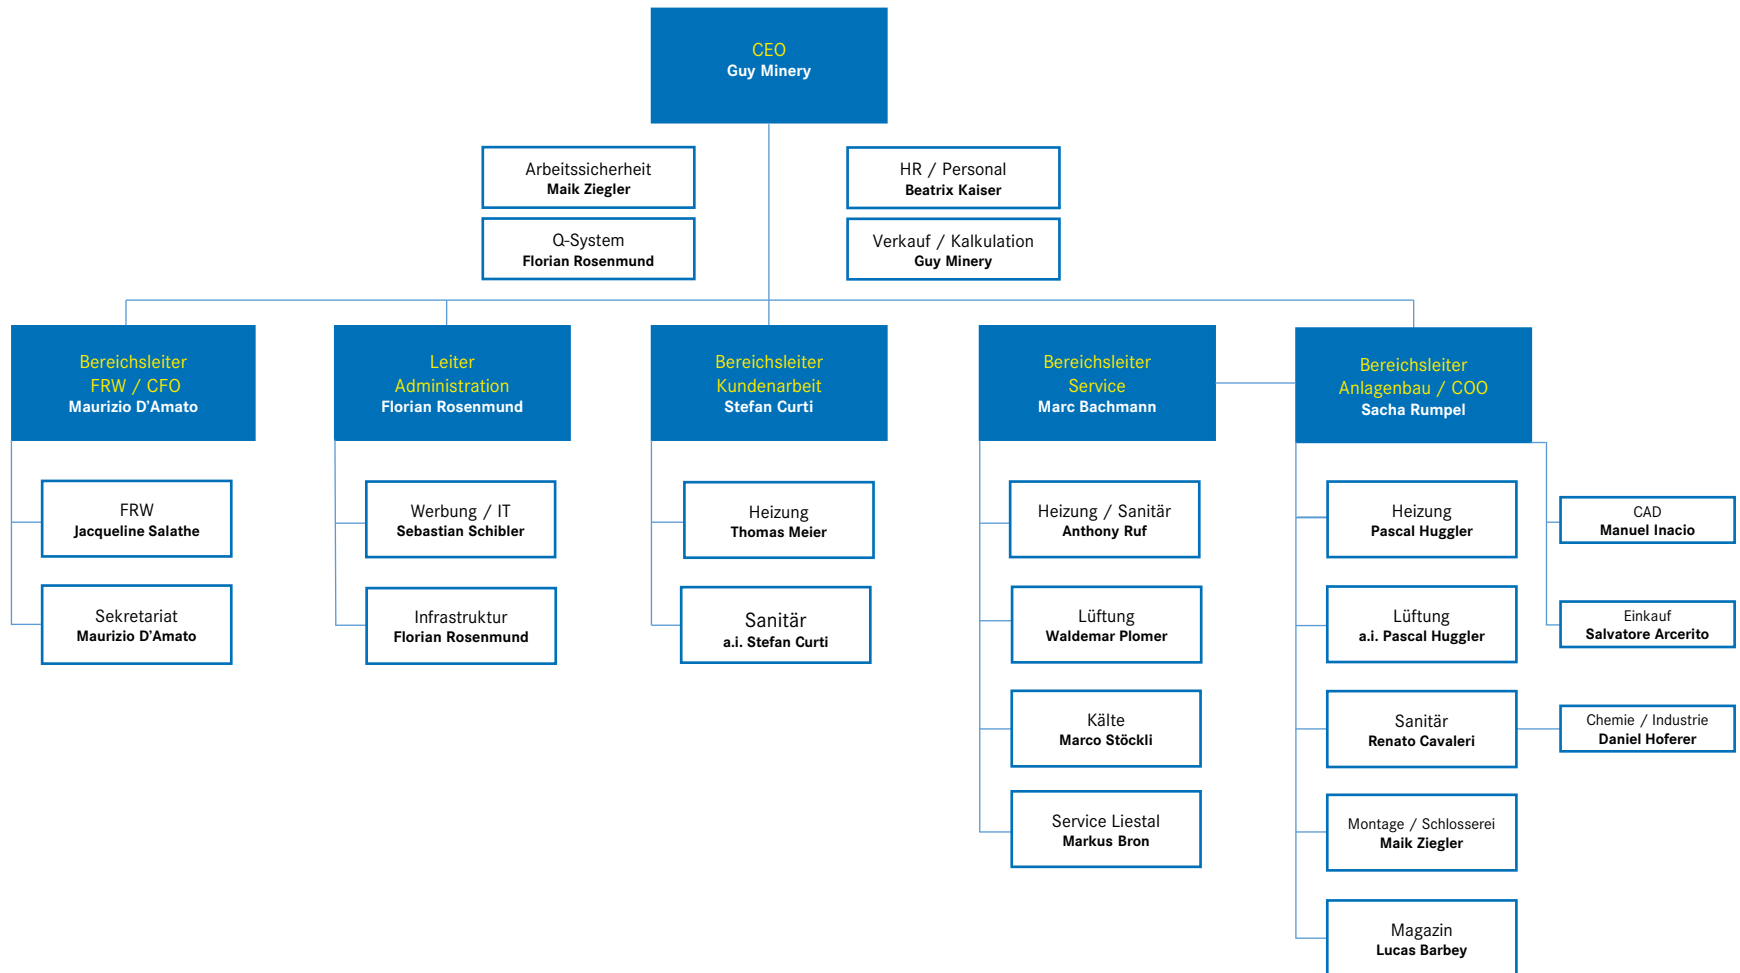 CEO
Guy Minery
Arbeitssicherheit
Maik Ziegler
HR / Personal
Beatrix Kaiser
Q-System
Florian Rosenmund
Verkauf / Kalkulation
Guy Minery
Bereichsleiter
FRW / CFO
Maurizio D'Amato
Leiter
Administration
Florian Rosenmund
Bereichsleiter
Kundenarbeit
Stefan Curti
Bereichsleiter
Service
Marc Bachmann
Bereichsleiter
Anlagenbau / COO
Sacha Rumpel
FRW
Jacqueline Salathe
Sekretariat
Maurizio D'Amato
Werbung / IT
Sebastian Schibler
Infrastruktur
Florian Rosenmund
Heizung
Thomas Meier
Sanitär
a.i. Stefan Curti
Heizung / Sanitär
Anthony Ruf
Lüftung
Waldemar Plomer
Kälte
Marco Stöckli
Service Liestal
Markus Bron
Heizung
Pascal Huggler
Lüftung
a.i. Pascal Huggler
Sanitär
Renato Cavaleri
Montage / Schlosserei
Maik Ziegler
Magazin
Lucas Barbey
CAD
Manuel Inacio
Einkauf
Salvatore Arcerito
Chemie / Industrie
Daniel Hoferer